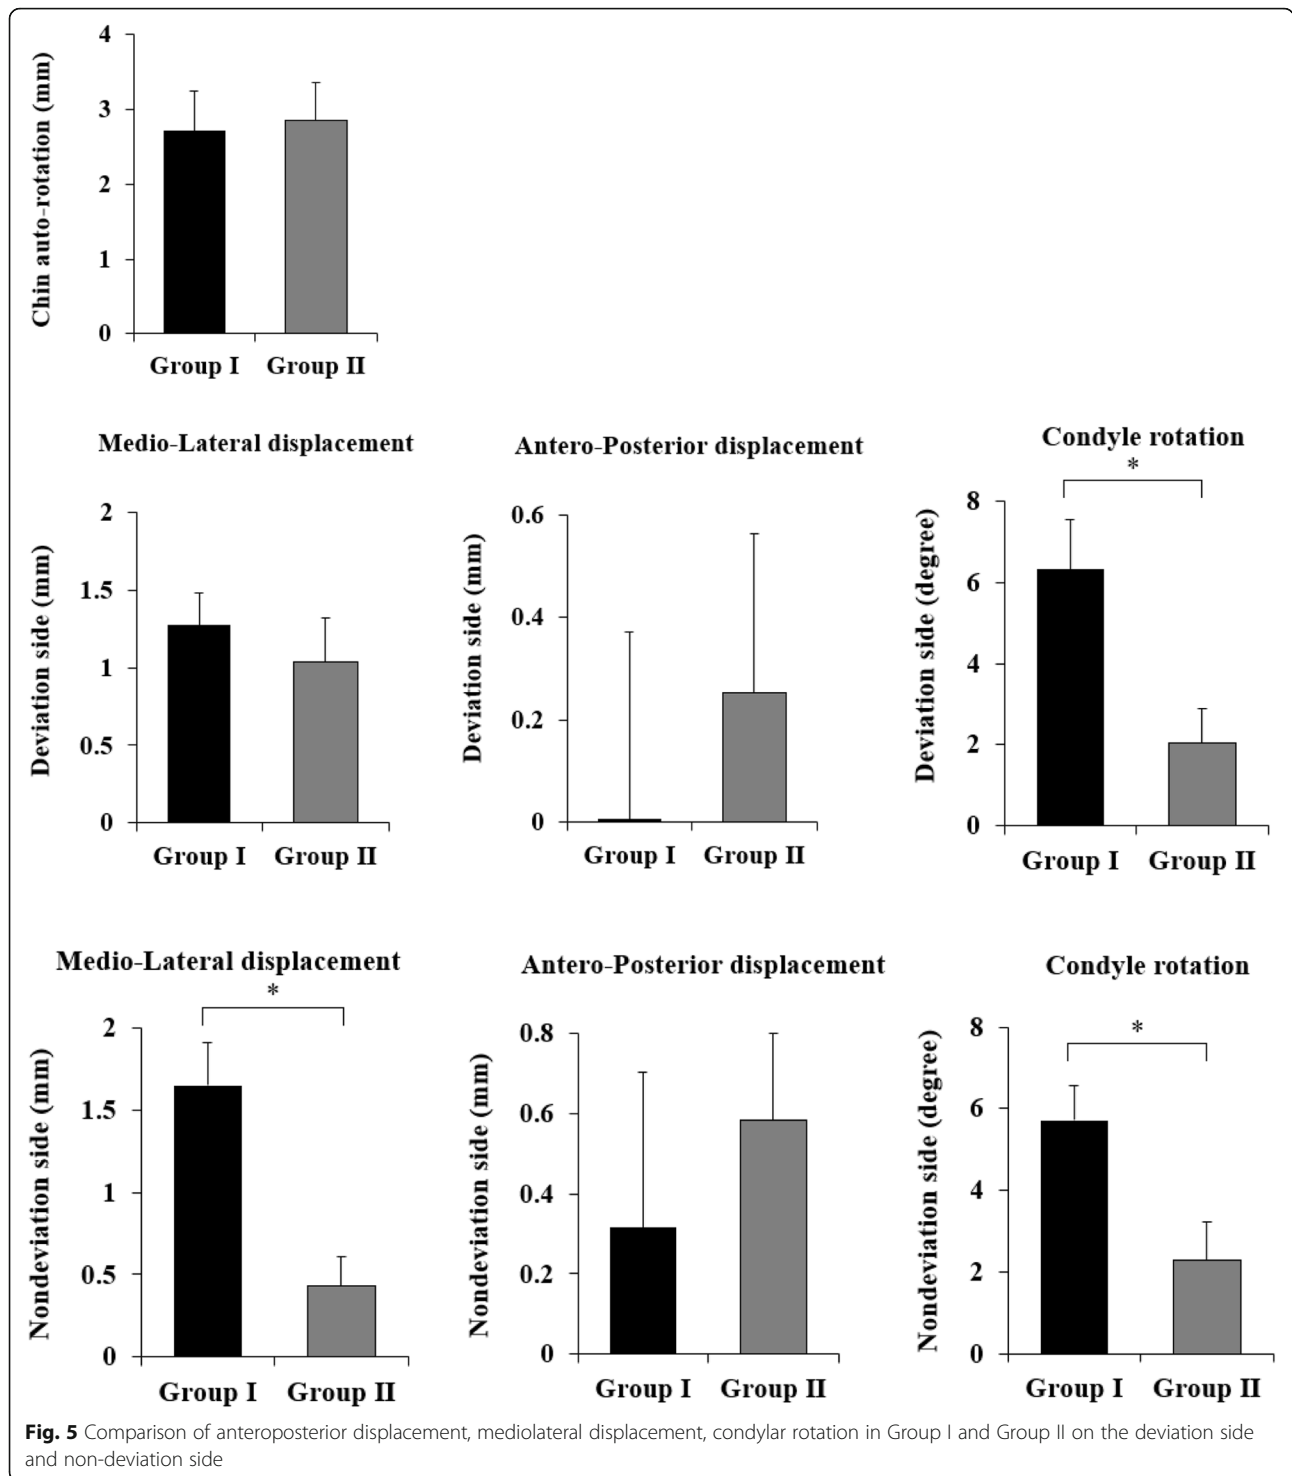 Chin auto-rotation (mm)
4
3
2
1
0
Group I Group II
Medio-Lateral displacement
Deviation side (mm)
2
1.5
1
0.5
0
Group I Group II
Antero-Posterior displacement
Deviation side (mm)
0.6
0.4
0.2
0
Group I Group II
Condyle rotation
*
Deviation side (degree)
8
6
4
2
0
Group I Group II
Medio-Lateral displacement
*
Nondeviation side (mm)
2
1.5
1
0.5
0
Group I Group II
Antero-Posterior displacement
Nondeviation side (mm)
0.8
0.6
0.4
0.2
0
Group I Group II
Condyle rotation
*
Nondeviation side (degree)
8
6
4
2
0
Group I Group II
Fig. 5 Comparison of anteroposterior displacement, mediolateral displacement, condylar rotation in Group I and Group II on the deviation side
and non-deviation side